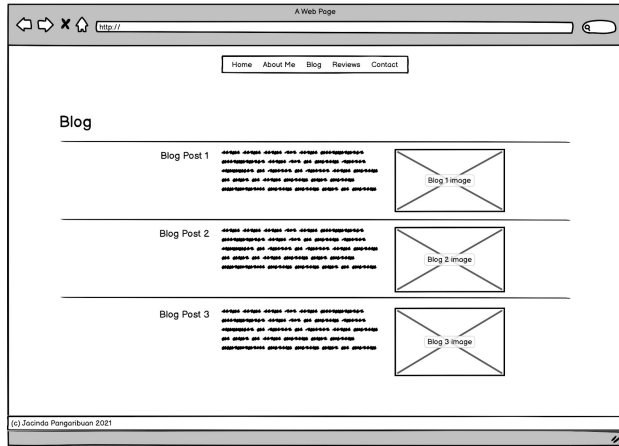 A Web Page
http://
Home About Me Blog Reviews Contact
Blog
Blog Post 1
Blog 1 image
Blog Post 2
Blog 2 image
Blog Post 3
Blog 3 image
(c) Jacinda Pangaribuan 2021